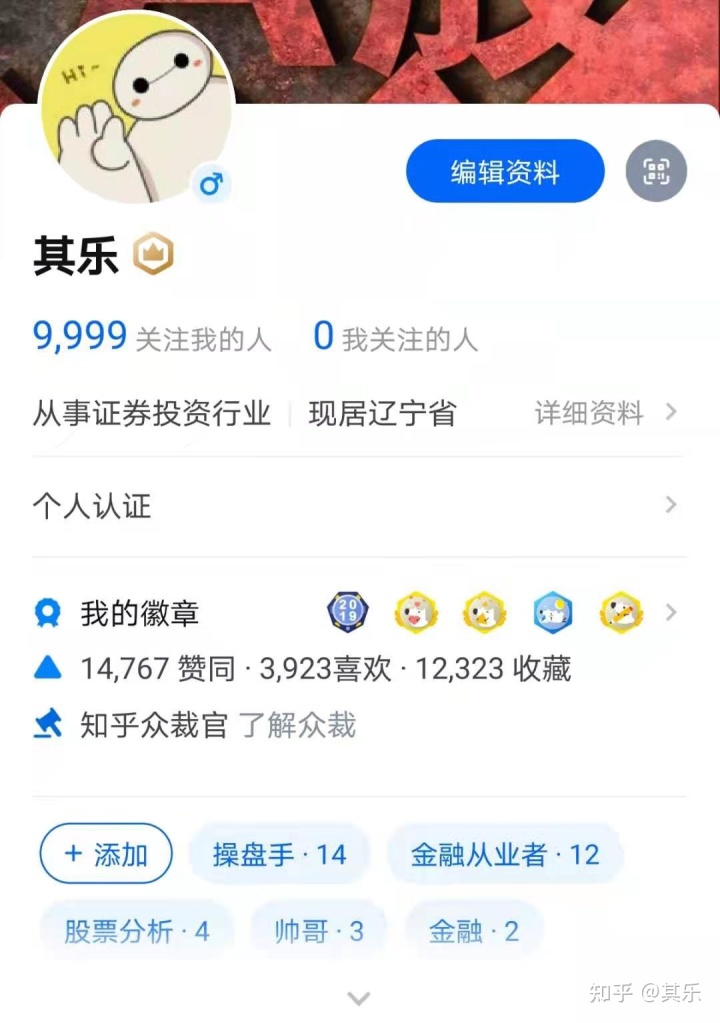 HI~
编辑资料
其乐
9,999 关注我的人 0 我关注的人
从事证券投资行业 现居辽宁省 详细资料
个人认证
我的徽章 2019
14,767 赞同 · 3,923喜欢 · 12,323 收藏
知乎众裁官 了解众裁
+ 添加 操盘手 · 14 金融从业者 · 12
股票分析 · 4 帅哥 · 3 金融 · 2
知乎 @其乐